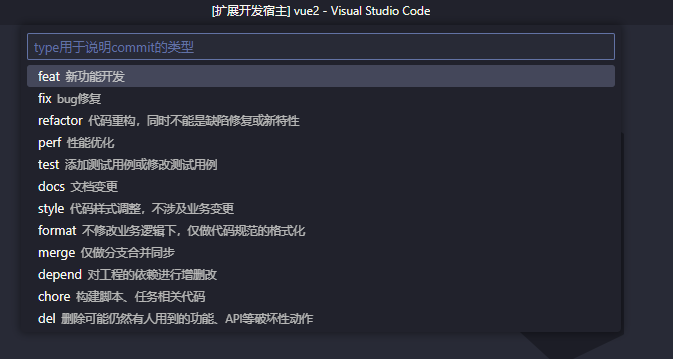 [扩展开发宿主] vue2 - Visual Studio Code
type用于说明commit的类型
feat 新功能开发
fix bug修复
refactor 代码重构，同时不能是缺陷修复或新特性
perf 性能优化
test 添加测试用例或修改测试用例
docs 文档变更
style 代码样式调整，不涉及业务变更
format 不修改业务逻辑下，仅做代码规范的格式化
merge 仅做分支合并同步
depend 对工程的依赖进行增删改
chore 构建脚本、任务相关代码
del 删除可能仍然有人用到的功能、API等破坏性动作